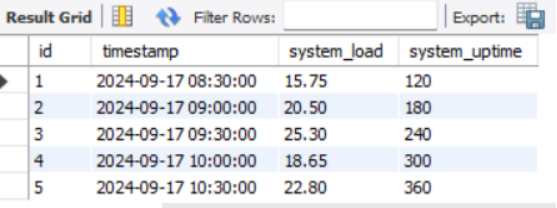 Result Grid Filter Rows: Export:
id timestamp system_load system_uptime
1 2024-09-17 08:30:00 15.75 120
2 2024-09-17 09:00:00 20.50 180
3 2024-09-17 09:30:00 25.30 240
4 2024-09-17 10:00:00 18.65 300
5 2024-09-17 10:30:00 22.80 360